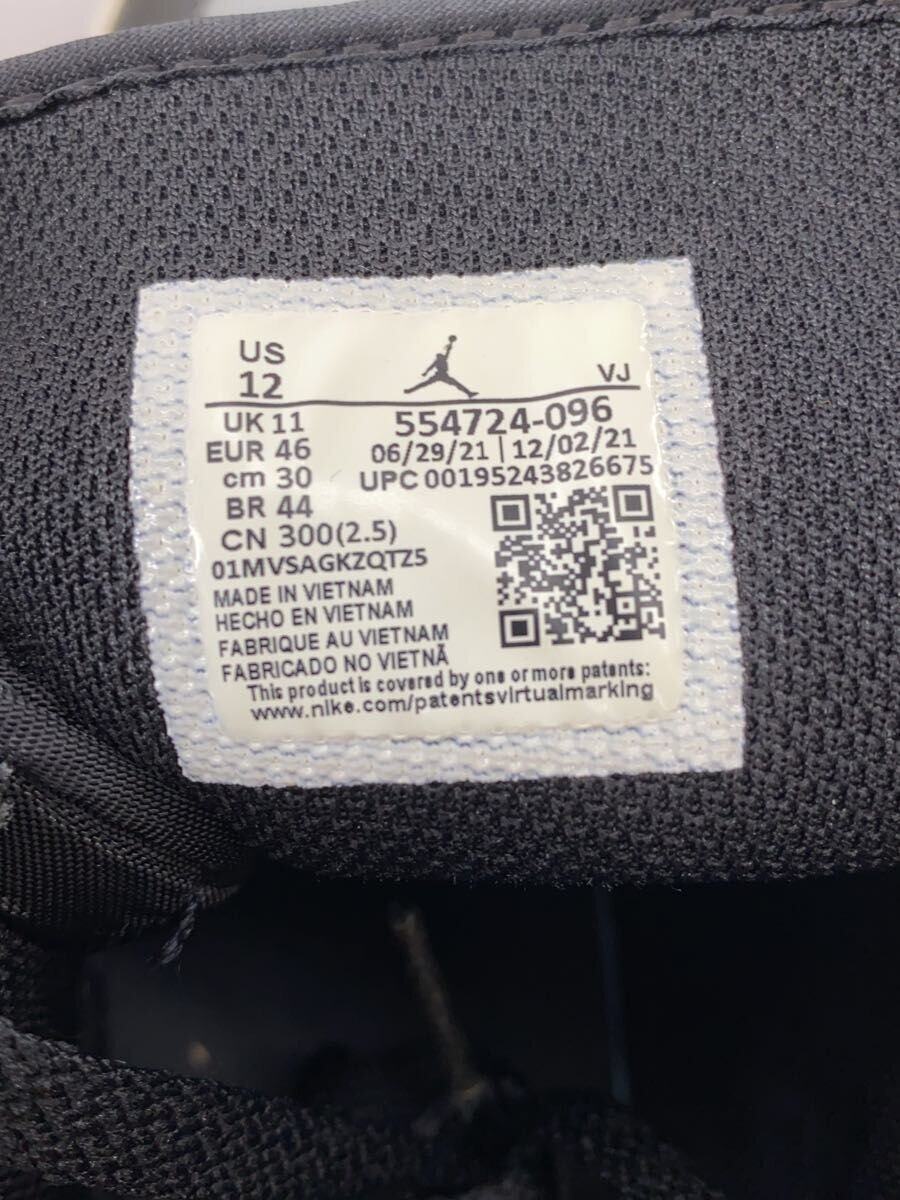 US
12
VJ
UK 11
554724-096
EUR 46
06/29/21 | 12/02/21
cm 30
UPC 00195243826675
BR 44
CN 300(2.5)
01MVSAGKZQTZ5
MADE IN VIETNAM
HECHO EN VIETNAM
FABRIQUE AU VIETNAM
FABRICADO NO VIETNÃ
This product is covered by one or more patents:
www.nike.com/patentsvirtualmarking